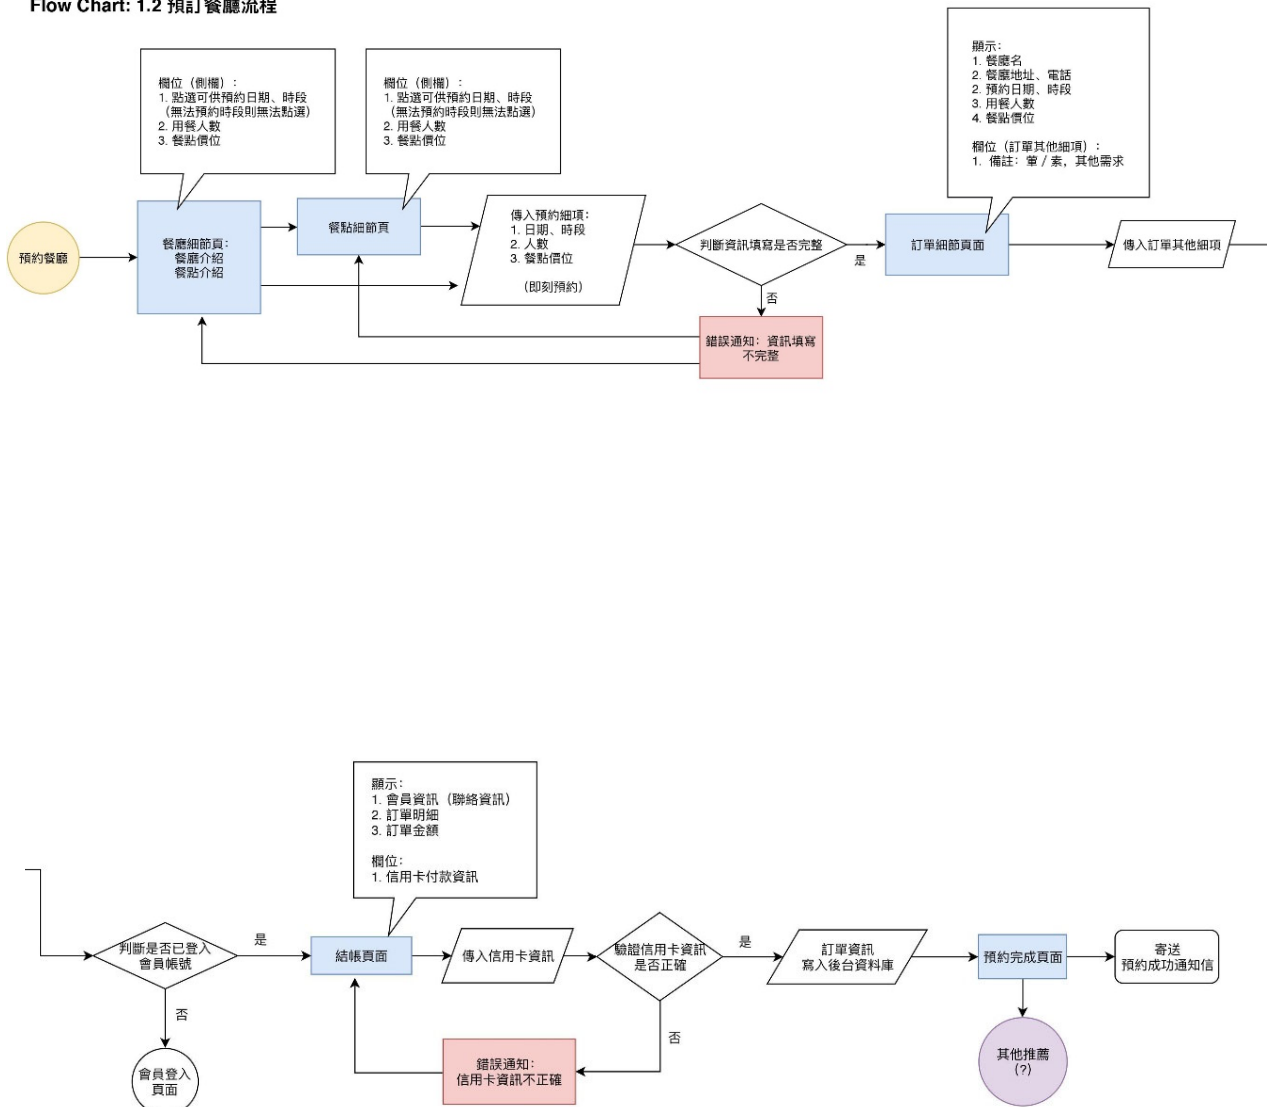 Flow Chart: 1.2 預訂餐廳流程
欄位（側欄）：
1. 點選可供預約日期、時段
（無法預約時段則無法點選）
2. 用餐人數
3. 餐點價位
欄位（側欄）：
1. 點選可供預約日期、時段
（無法預約時段則無法點選）
2. 用餐人數
3. 餐點價位
顯示：
1. 餐廳名
2. 餐廳地址、電話
2. 預約日期、時段
3. 用餐人數
4. 餐點價位
欄位（訂單其他細項）：
1. 備註：葷 / 素，其他需求
預約餐廳
餐廳細節頁：
餐廳介紹
餐點介紹
餐點細節頁
傳入預約細項：
1. 日期、時段
2. 人數
3. 餐點價位
（即刻預約）
判斷資訊填寫是否完整
是
否
訂單細節頁面
傳入訂單其他細項
錯誤通知：資訊填寫
不完整
顯示：
1. 會員資訊（聯絡資訊）
2. 訂單明細
3. 訂單金額
欄位：
1. 信用卡付款資訊
判斷是否已登入
會員帳號
是
否
會員登入
頁面
結帳頁面
傳入信用卡資訊
驗證信用卡資訊
是否正確
是
否
錯誤通知：
信用卡資訊不正確
訂單資訊
寫入後台資料庫
預約完成頁面
寄送
預約成功通知信
其他推薦
（?）